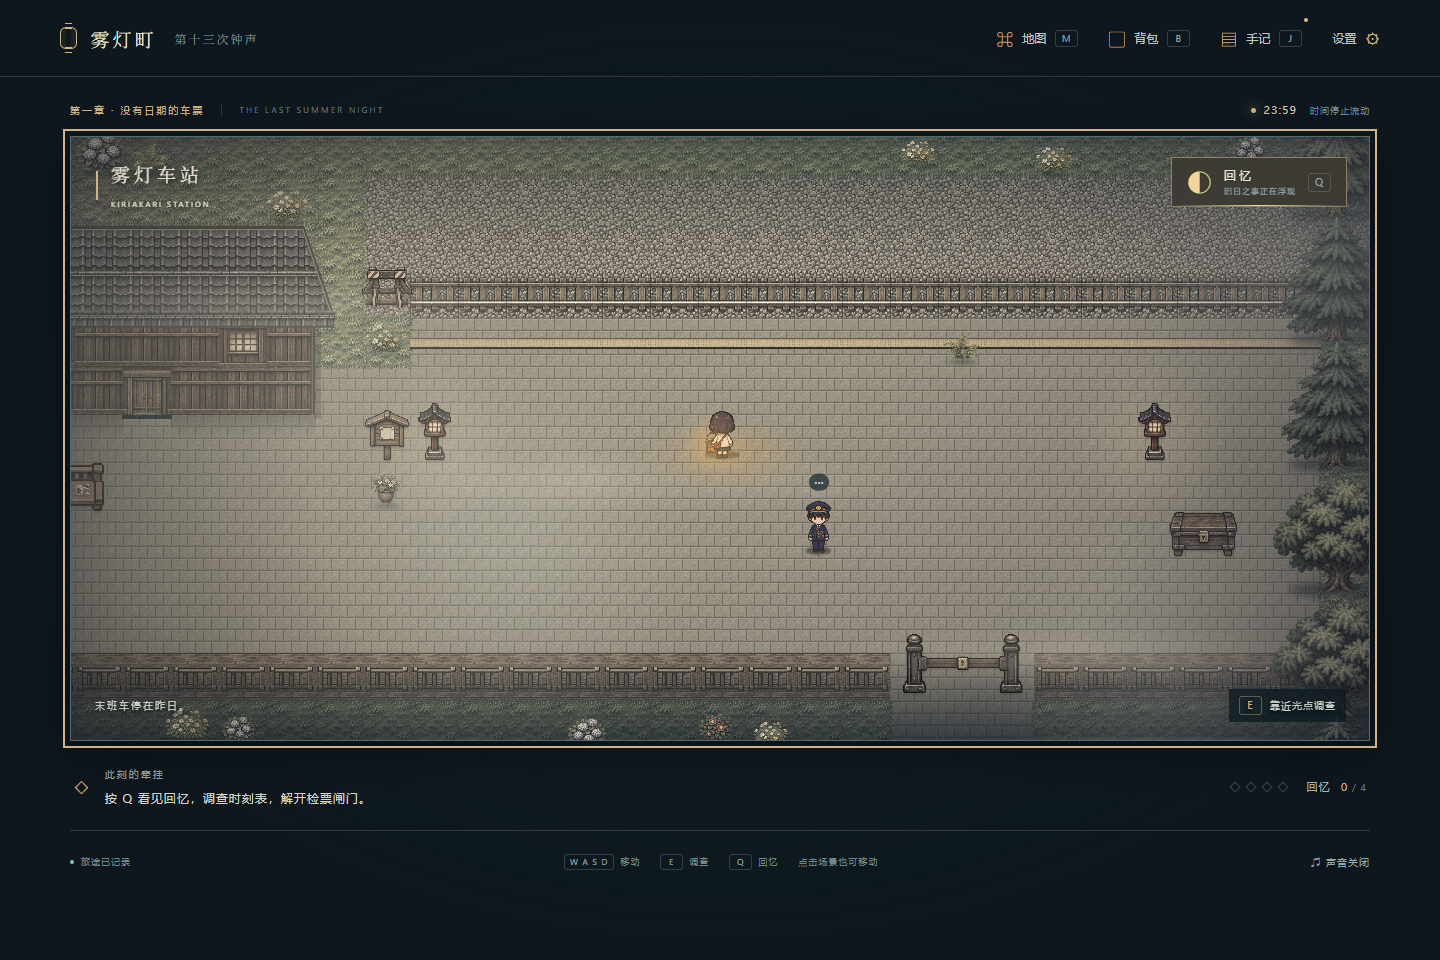 雾灯町 第十三次钟声
地图 M 背包 B 手记 J 设置
第一章 · 没有日期的车票 THE LAST SUMMER NIGHT
23:59 时间停止流动
雾灯车站
KIRIAKARI STATION
回忆
旧日之事正在浮现
Q
末班车停在昨日。
E 靠近光点调查
此刻的牵挂
按 Q 看见回忆，调查时刻表，解开检票闸门。
回忆 0 / 4
旅途已记录
WASD 移动 E 调查 Q 回忆 点击场景也可移动
声音关闭